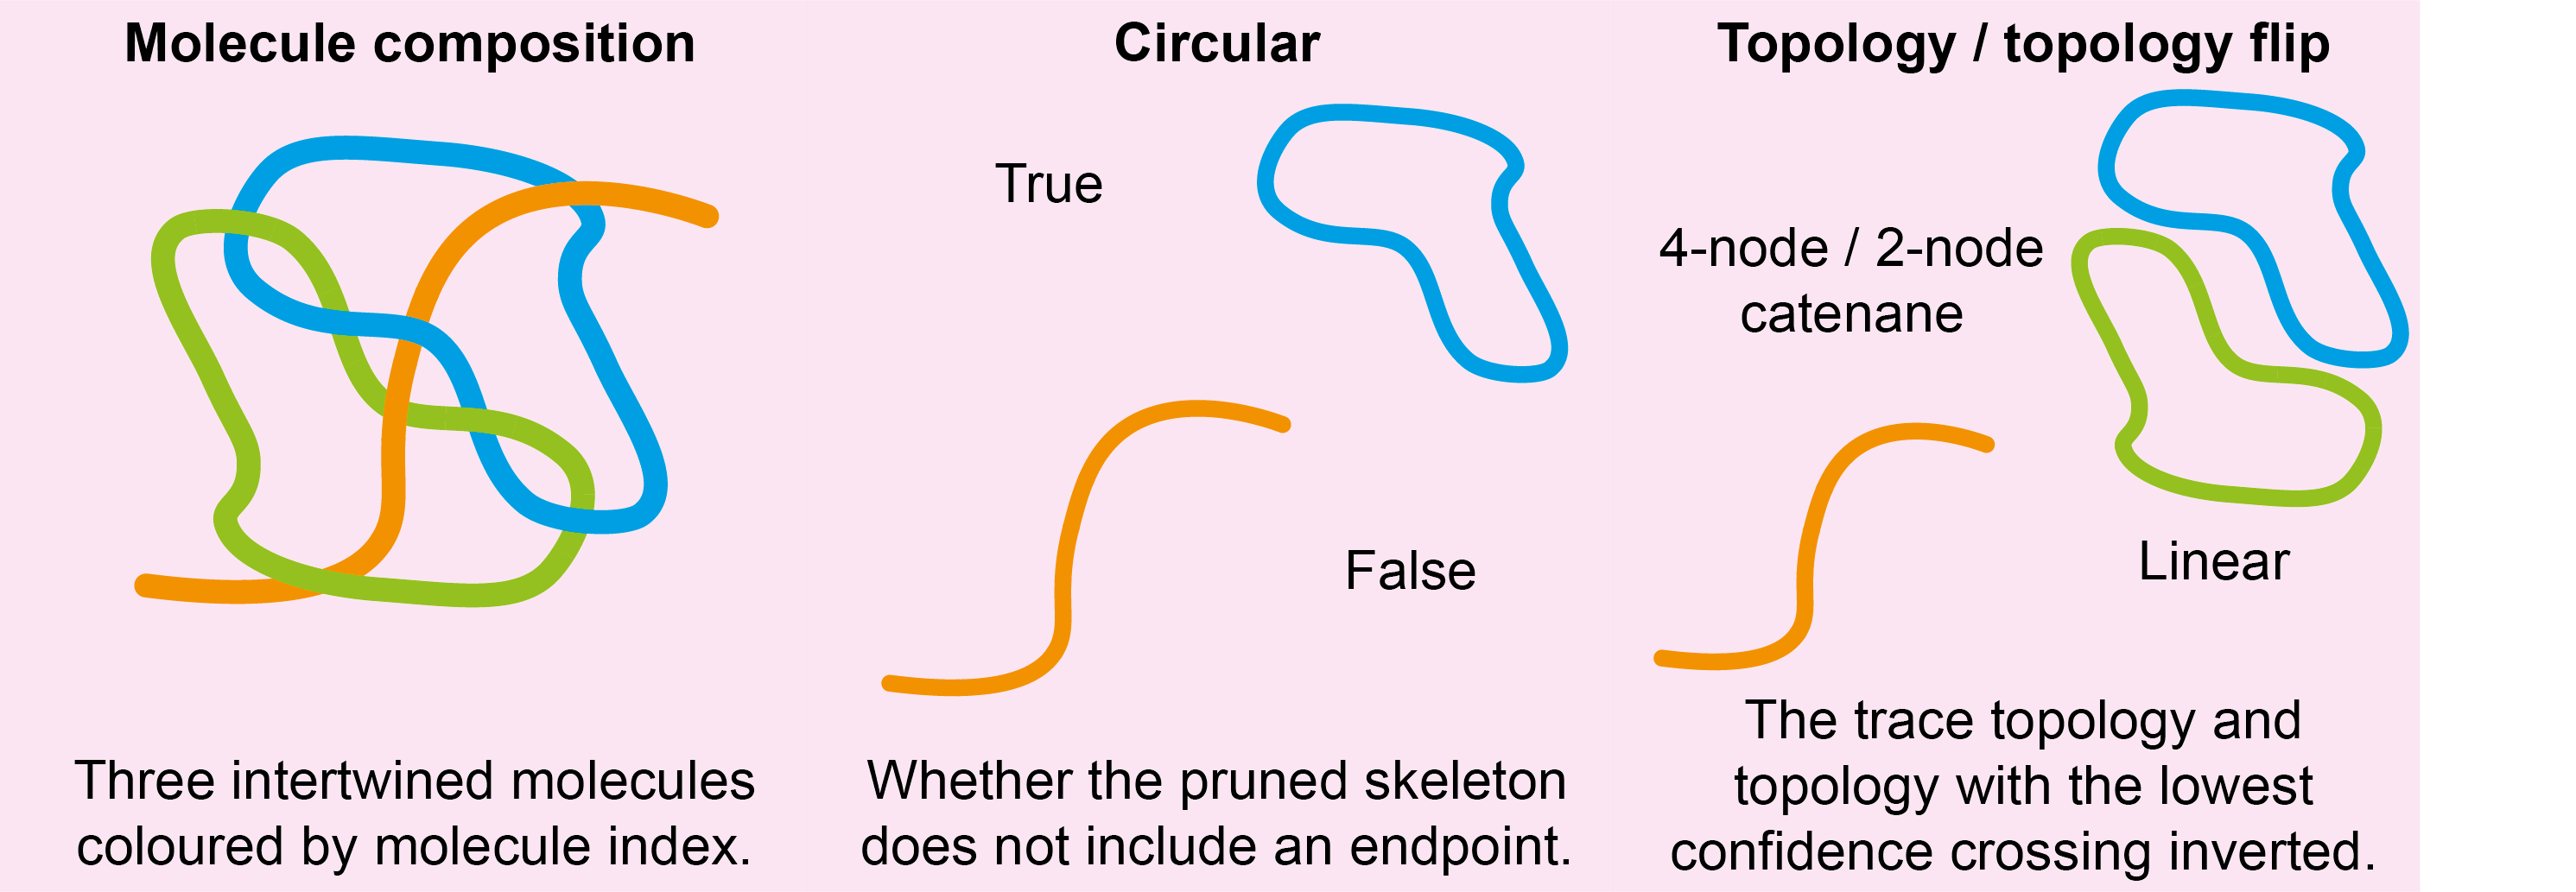 Molecule composition
Three intertwined molecules
coloured by molecule index.
Circular
True
False
Whether the pruned skeleton
does not include an endpoint.
Topology / topology flip
4-node / 2-node
catenane
Linear
The trace topology and
topology with the lowest
confidence crossing inverted.